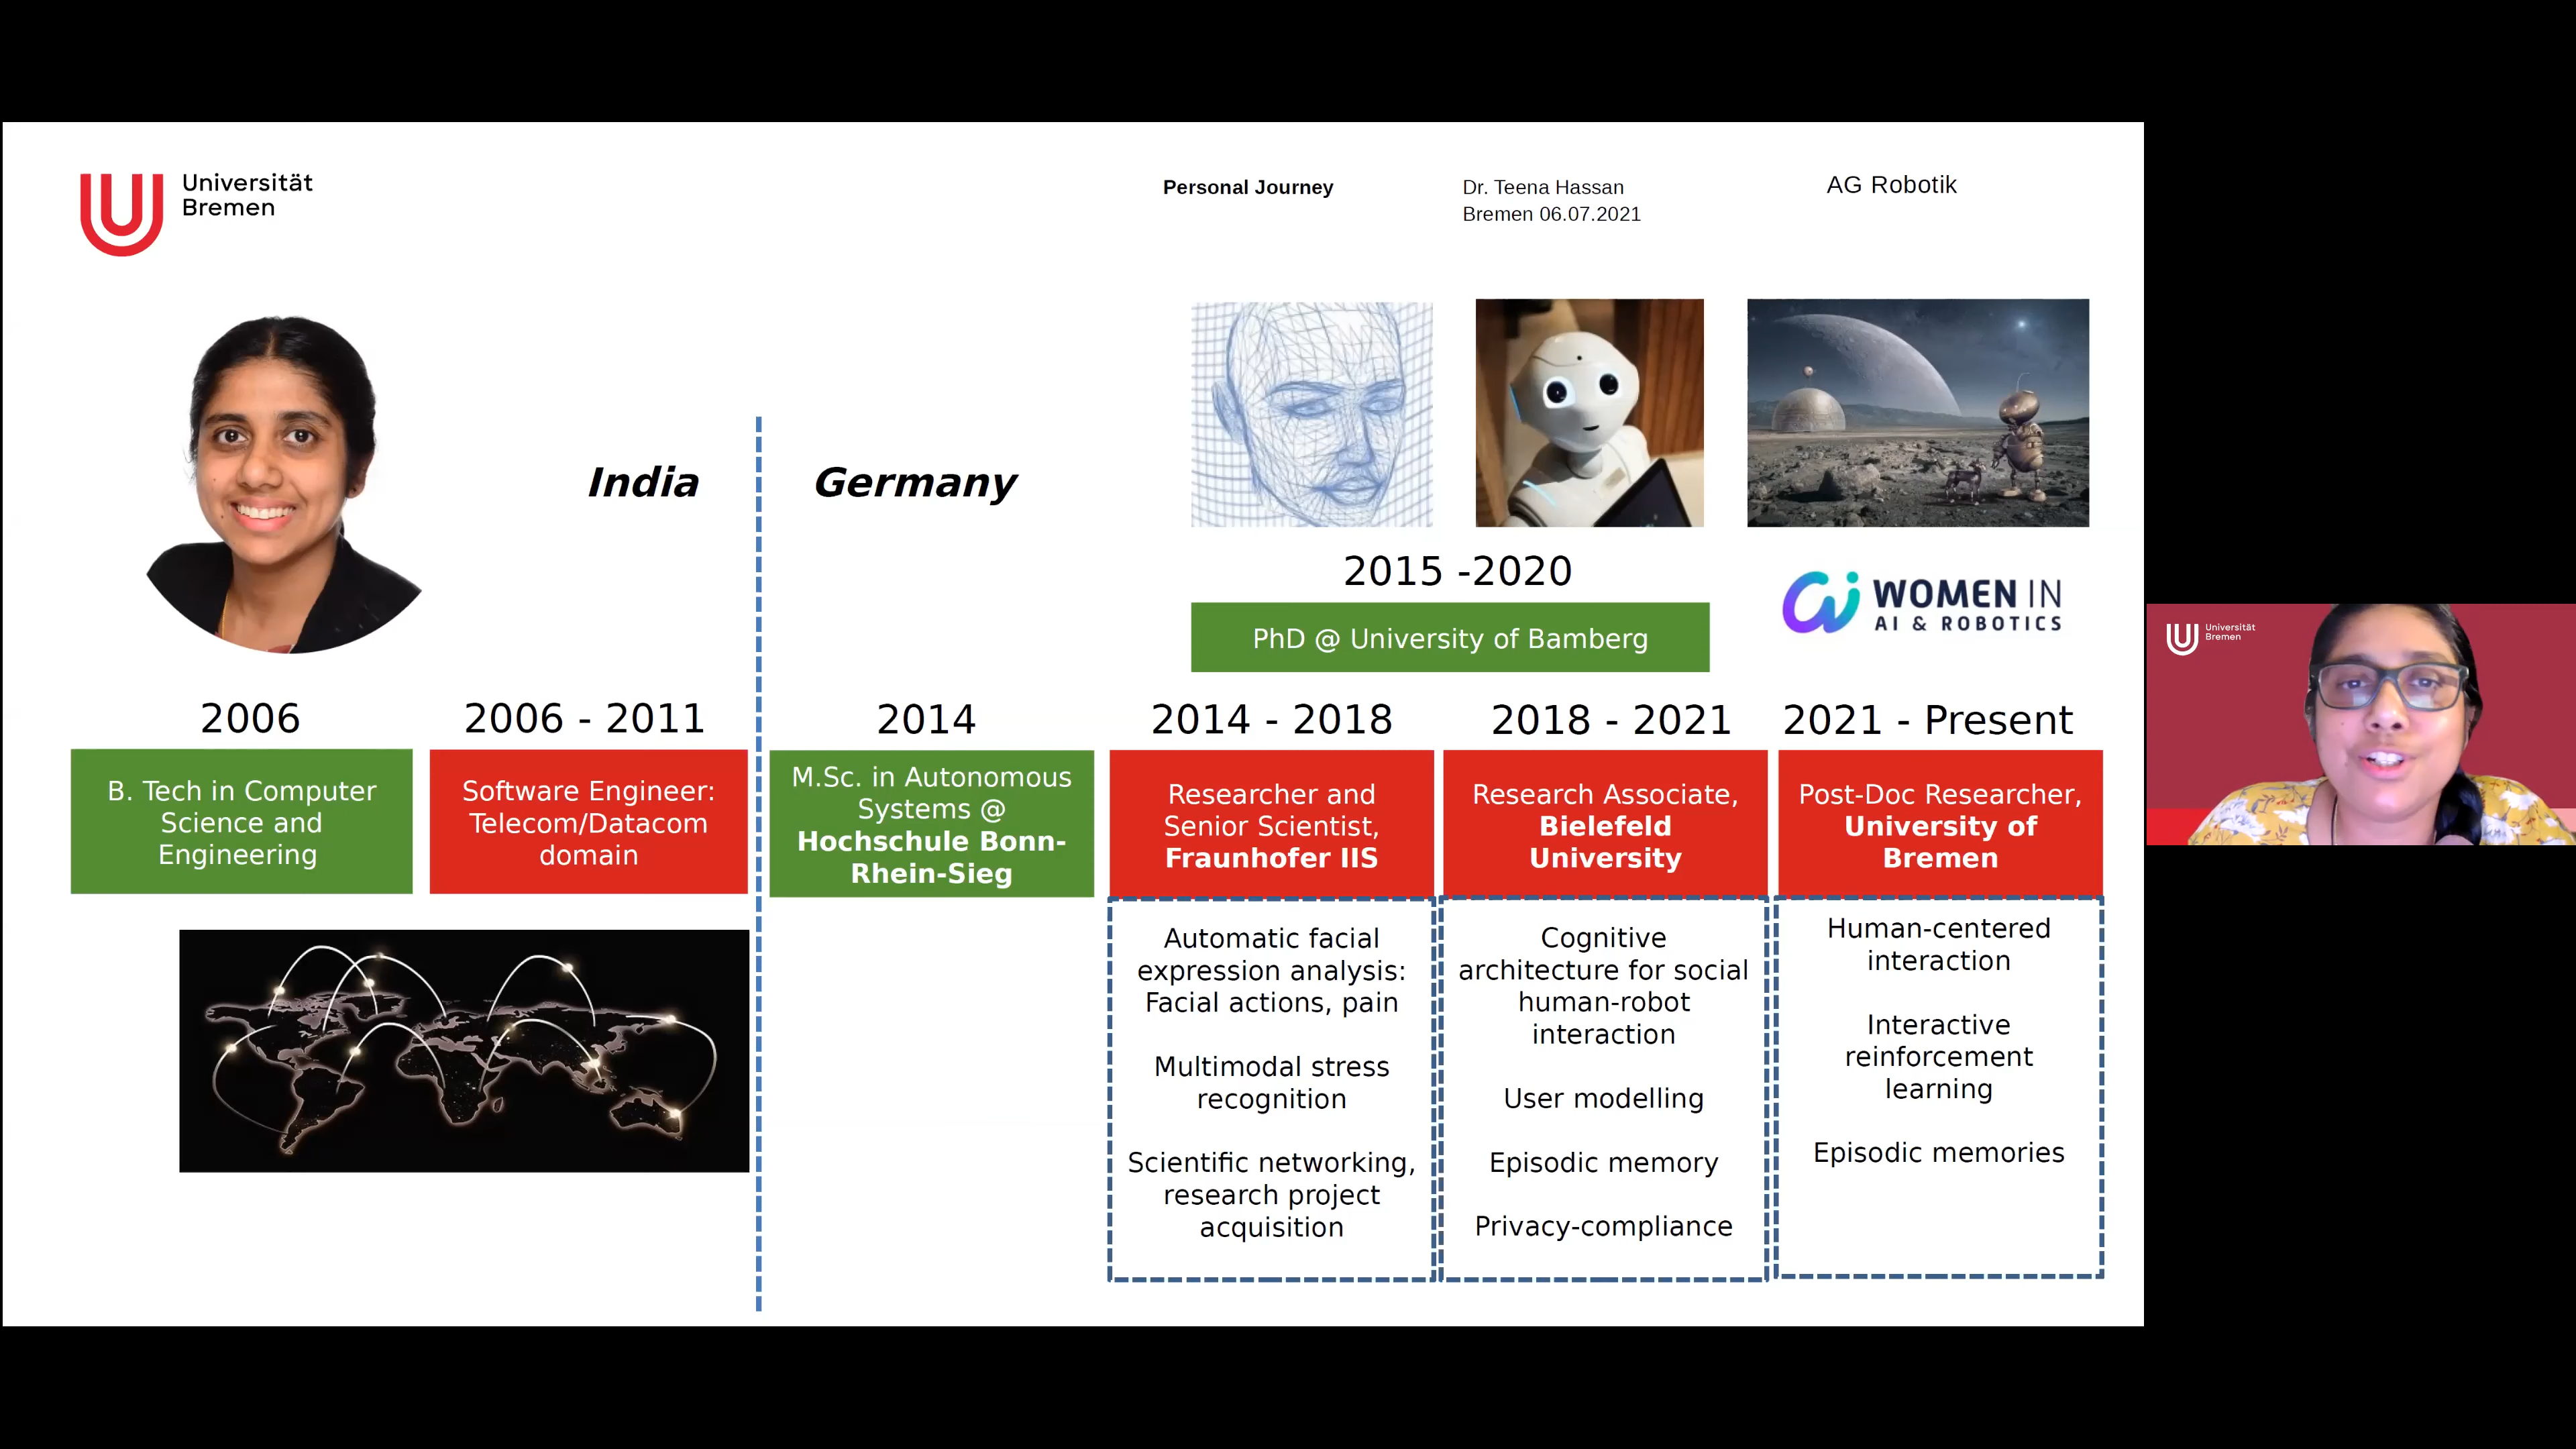 Universität
Bremen
Personal Journey
Dr. Teena Hassan
Bremen 06.07.2021
AG Robotik
India
Germany
2015 -2020
PhD @ University of Bamberg
WOMEN IN
AI & ROBOTICS
2006
B. Tech in Computer
Science and
Engineering
2006 - 2011
Software Engineer:
Telecom/Datacom
domain
2014
M.Sc. in Autonomous
Systems @
Hochschule Bonn-
Rhein-Sieg
2014 - 2018
Researcher and
Senior Scientist,
Fraunhofer IIS
Automatic facial
expression analysis:
Facial actions, pain
Multimodal stress
recognition
Scientific networking,
research project
acquisition
2018 - 2021
Research Associate,
Bielefeld
University
Cognitive
architecture for social
human-robot
interaction
User modelling
Episodic memory
Privacy-compliance
2021 - Present
Post-Doc Researcher,
University of
Bremen
Human-centered
interaction
Interactive
reinforcement
learning
Episodic memories
Universität
Bremen